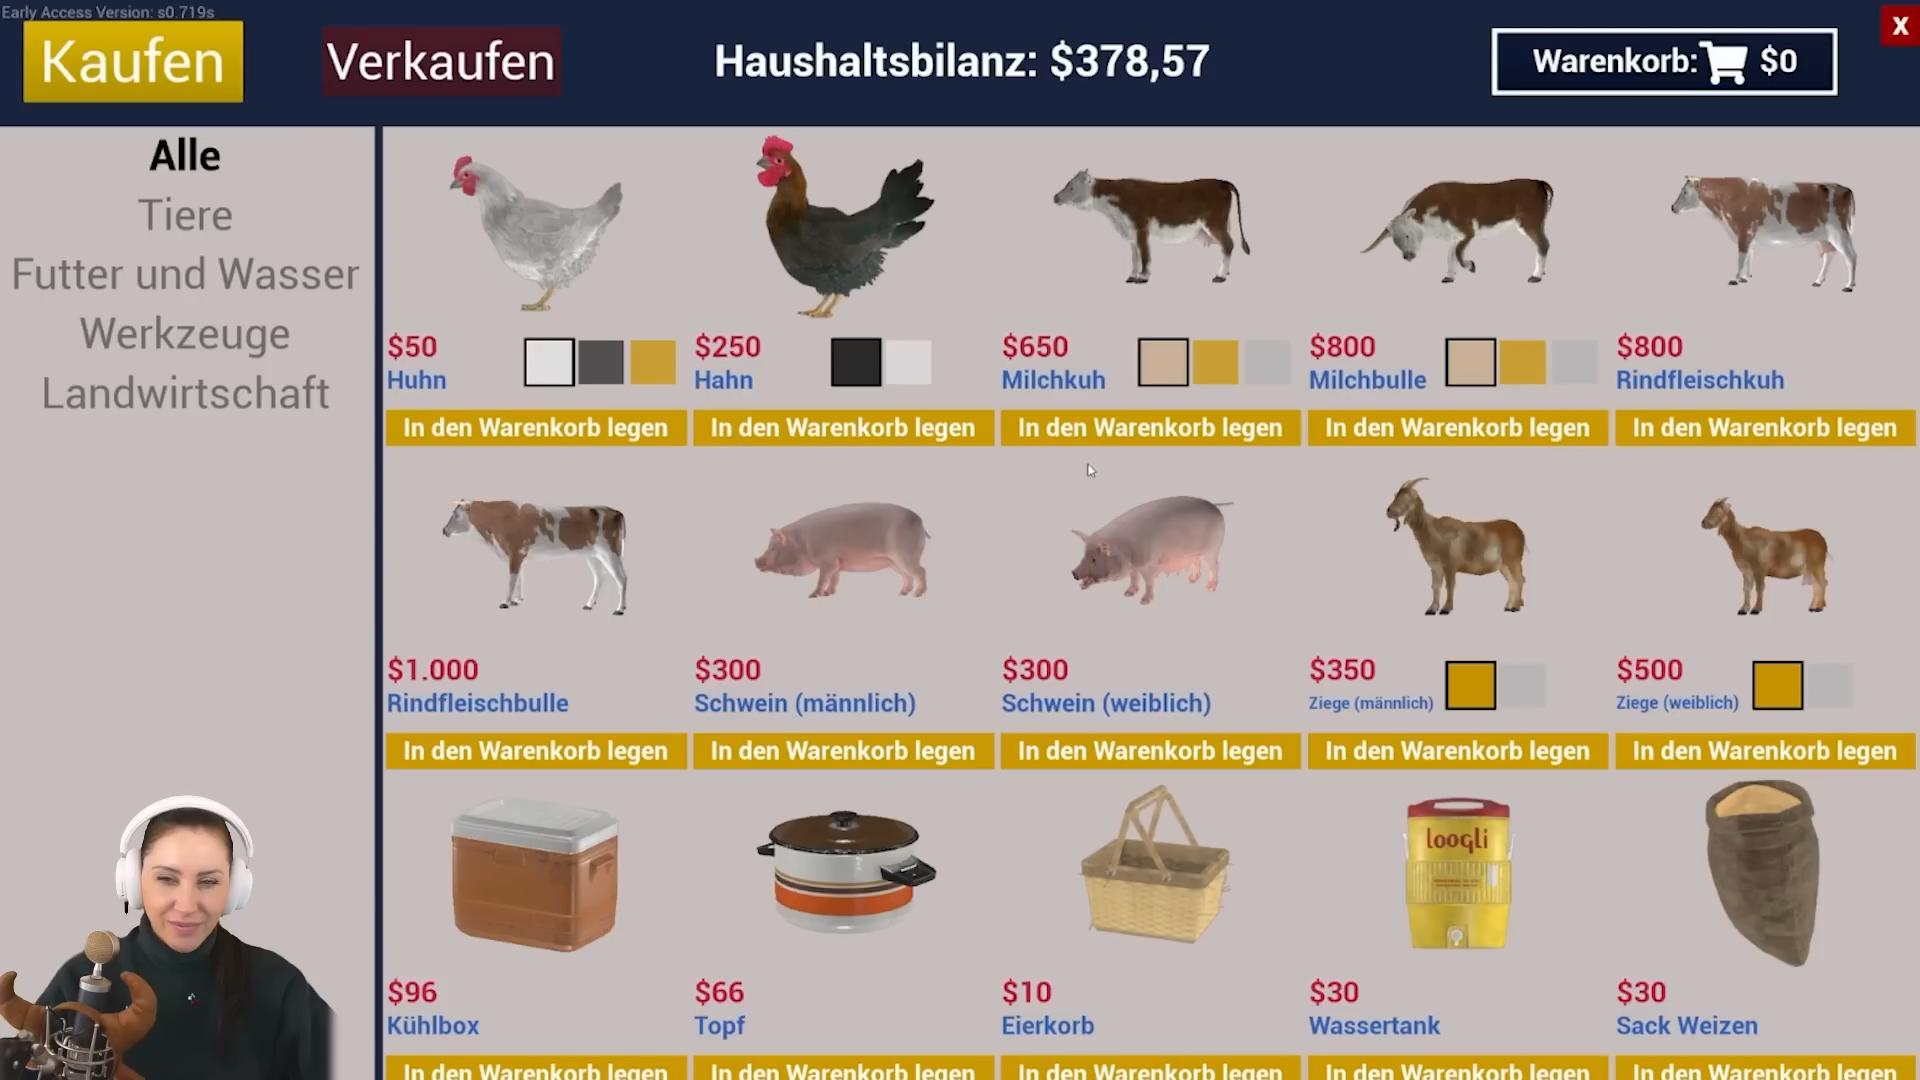 Early Access Version: s0.719s
Kaufen
Verkaufen
Haushaltsbilanz: $378,57
Warenkorb: $0
X
Alle
Tiere
Futter und Wasser
Werkzeuge
Landwirtschaft
$50
Huhn
In den Warenkorb legen
$250
Hahn
In den Warenkorb legen
$650
Milchkuh
In den Warenkorb legen
$800
Milchbulle
In den Warenkorb legen
$800
Rindfleischkuh
In den Warenkorb legen
$1.000
Rindfleischbulle
In den Warenkorb legen
$300
Schwein (männlich)
In den Warenkorb legen
$300
Schwein (weiblich)
In den Warenkorb legen
$350
Ziege (männlich)
In den Warenkorb legen
$500
Ziege (weiblich)
In den Warenkorb legen
$96
Kühlbox
In den Warenkorb legen
$66
Topf
In den Warenkorb legen
$10
Eierkorb
In den Warenkorb legen
loogli
$30
Wassertank
In den Warenkorb legen
$30
Sack Weizen
In den Warenkorb legen